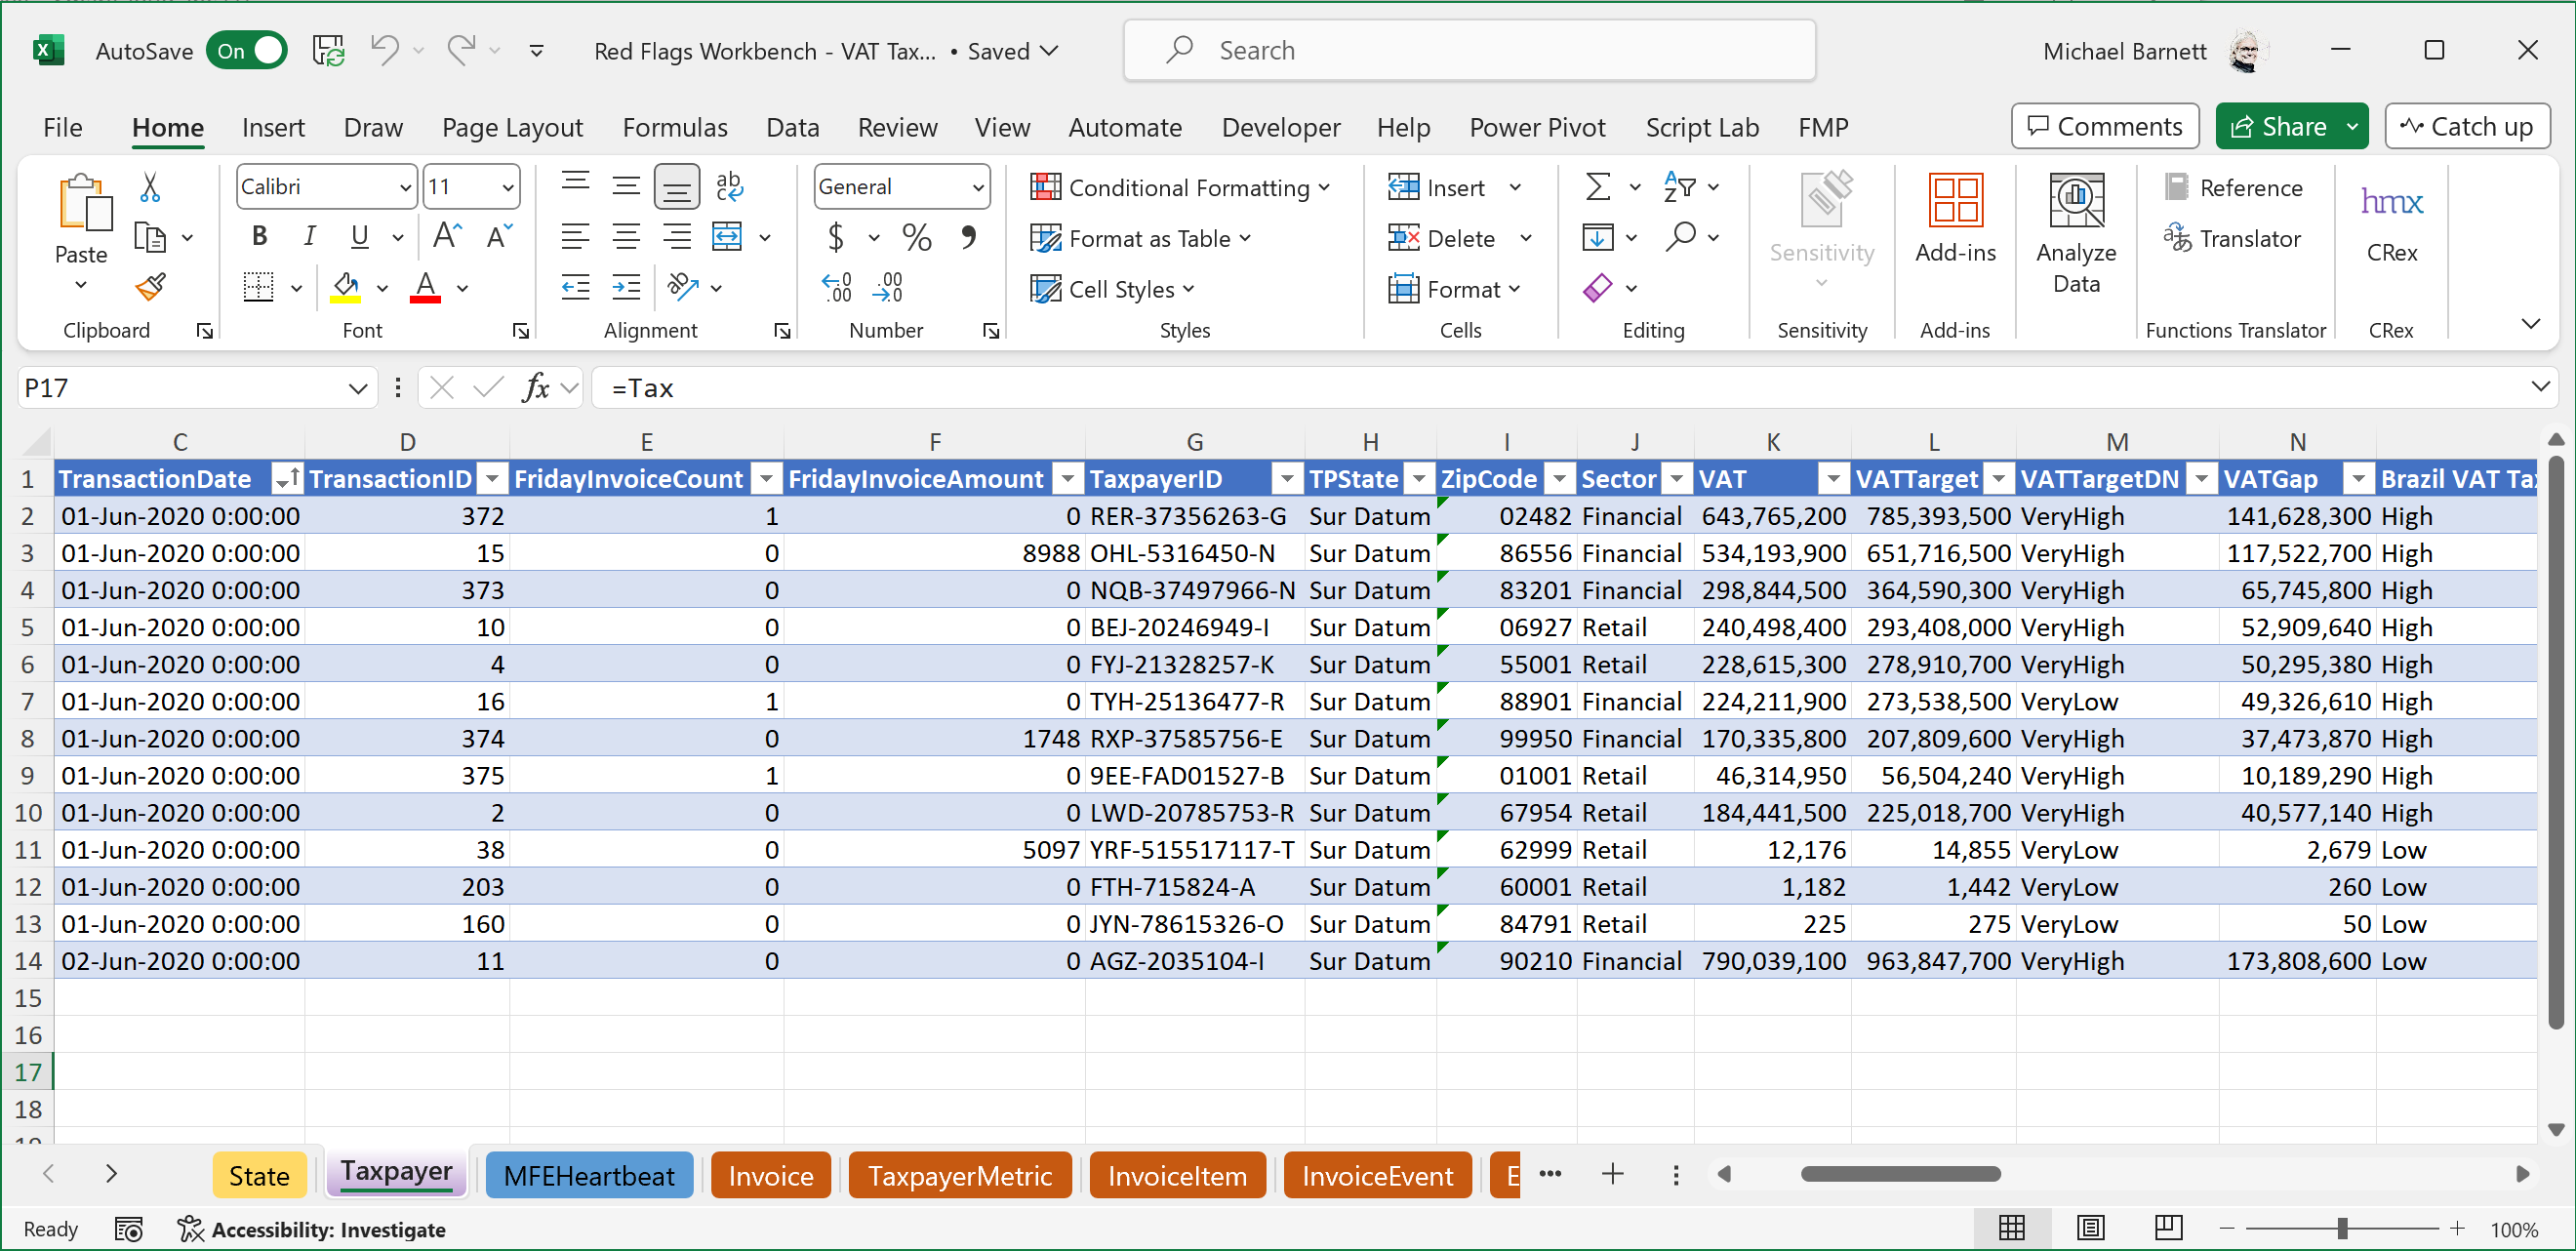 AutoSave On Red Flags Workbench - VAT Tax... • Saved Search Michael Barnett
File Home Insert Draw Page Layout Formulas Data Review View Automate Developer Help Power Pivot Script Lab FMP Comments Share Catch up
Paste Calibri 11 General Conditional Formatting Format as Table Cell Styles Insert Delete Format Sensitivity Add-ins Analyze Data Reference Translator hmx CRex
Clipboard Font Alignment Number Styles Cells Editing Sensitivity Add-ins Functions Translator CRex
P17 fx =Tax
C D E F G H I J K L M N
1 TransactionDate TransactionID FridayInvoiceCount FridayInvoiceAmount TaxpayerID TPState ZipCode Sector VAT VATTarget VATTargetDN VATGap Brazil VAT Tax
2 01-Jun-2020 0:00:00 372 1 0 RER-37356263-G Sur Datum 02482 Financial 643,765,200 785,393,500 VeryHigh 141,628,300 High
3 01-Jun-2020 0:00:00 15 0 8988 OHL-5316450-N Sur Datum 86556 Financial 534,193,900 651,716,500 VeryHigh 117,522,700 High
4 01-Jun-2020 0:00:00 373 0 0 NQB-37497966-N Sur Datum 83201 Financial 298,844,500 364,590,300 VeryHigh 65,745,800 High
5 01-Jun-2020 0:00:00 10 0 0 BEJ-20246949-I Sur Datum 06927 Retail 240,498,400 293,408,000 VeryHigh 52,909,640 High
6 01-Jun-2020 0:00:00 4 0 0 FYJ-21328257-K Sur Datum 55001 Retail 228,615,300 278,910,700 VeryHigh 50,295,380 High
7 01-Jun-2020 0:00:00 16 1 0 TYH-25136477-R Sur Datum 88901 Financial 224,211,900 273,538,500 VeryLow 49,326,610 High
8 01-Jun-2020 0:00:00 374 0 1748 RXP-37585756-E Sur Datum 99950 Financial 170,335,800 207,809,600 VeryHigh 37,473,870 High
9 01-Jun-2020 0:00:00 375 1 0 9EE-FAD01527-B Sur Datum 01001 Retail 46,314,950 56,504,240 VeryHigh 10,189,290 High
10 01-Jun-2020 0:00:00 2 0 0 LWD-20785753-R Sur Datum 67954 Retail 184,441,500 225,018,700 VeryHigh 40,577,140 High
11 01-Jun-2020 0:00:00 38 0 5097 YRF-515517117-T Sur Datum 62999 Retail 12,176 14,855 VeryLow 2,679 Low
12 01-Jun-2020 0:00:00 203 0 0 FTH-715824-A Sur Datum 60001 Retail 1,182 1,442 VeryLow 260 Low
13 01-Jun-2020 0:00:00 160 0 0 JYN-78615326-O Sur Datum 84791 Retail 225 275 VeryLow 50 Low
14 02-Jun-2020 0:00:00 11 0 0 AGZ-2035104-I Sur Datum 90210 Financial 790,039,100 963,847,700 VeryHigh 173,808,600 Low
15
16
17
18
State Taxpayer MFEHeartbeat Invoice TaxpayerMetric InvoiceItem InvoiceEvent E ...
Ready Accessibility: Investigate 100%